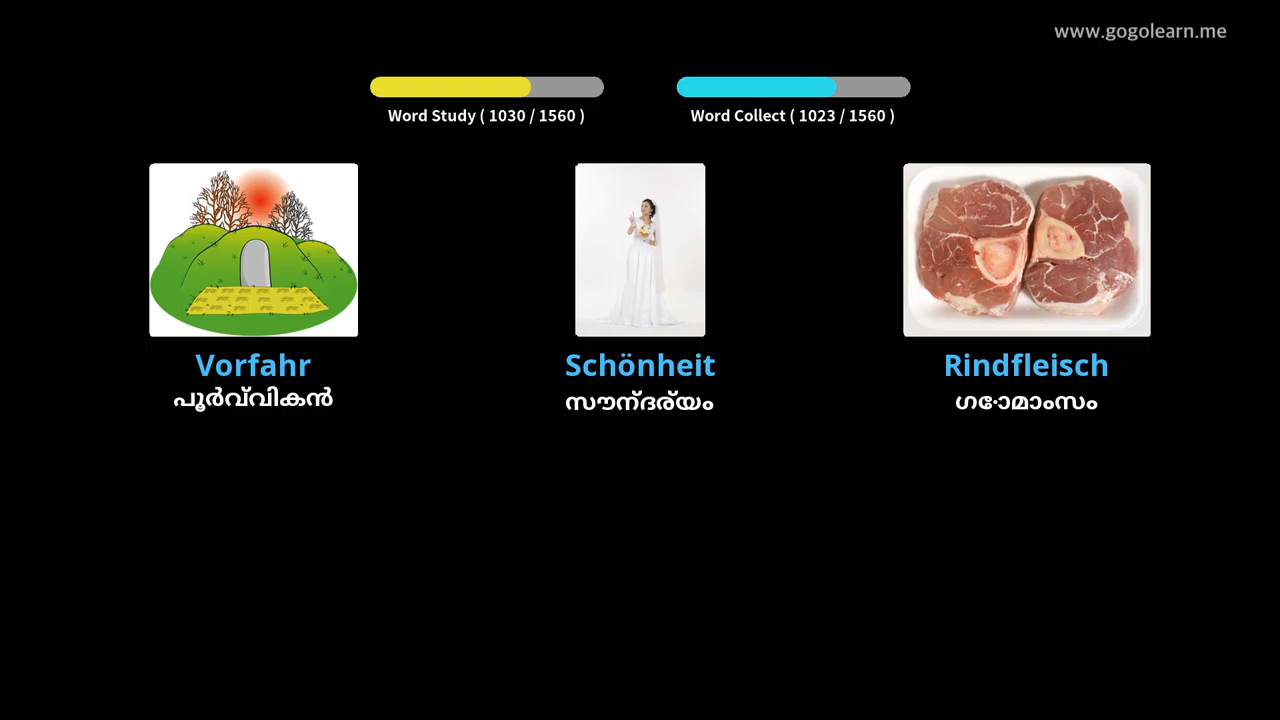 www.gogolearn.me
Word Study ( 1030 / 1560 )
Word Collect ( 1023 / 1560 )
Vorfahr
പൂർവ്വികൻ
Schönheit
സൗന്ദര്യം
Rindfleisch
ഗോമാംസം